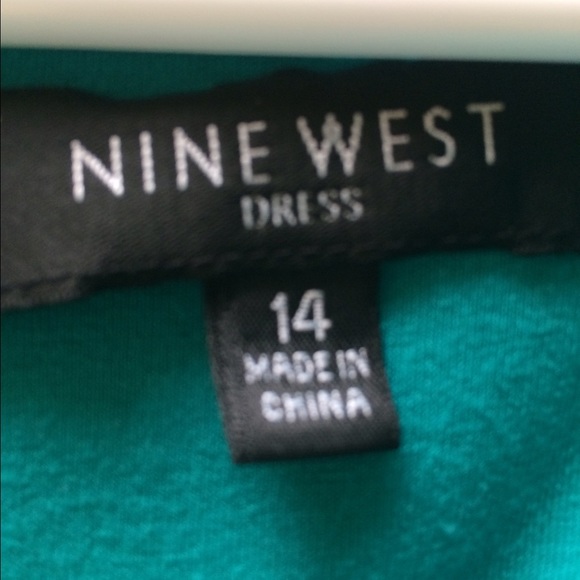 NINE WEST
DRESS
14
MADE IN
CHINA